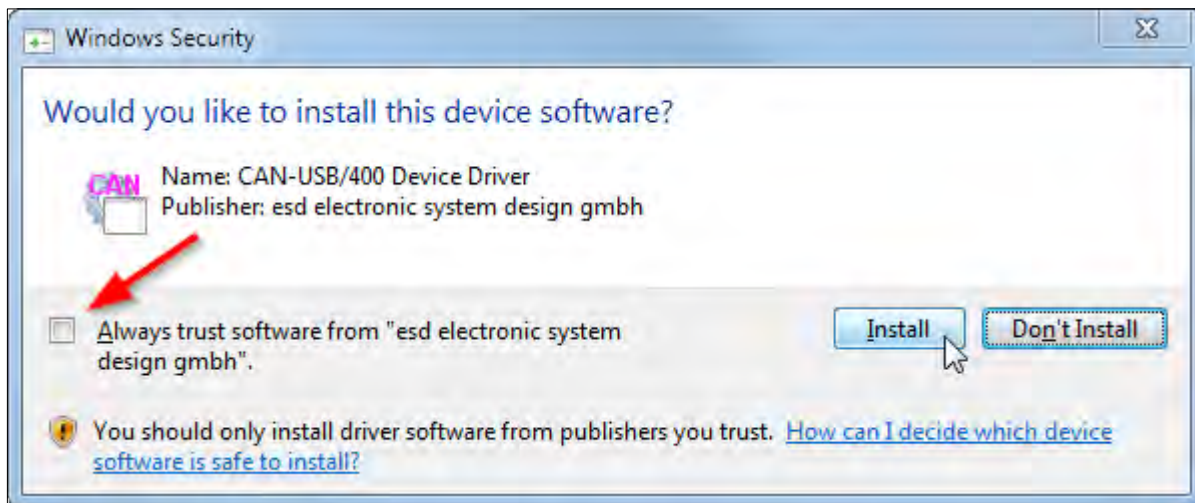 Windows Security
Would you like to install this device software?
CAN
Name: CAN-USB/400 Device Driver
Publisher: esd electronic system design gmbh
Always trust software from "esd electronic system
design gmbh".
Install
Don't Install
You should only install driver software from publishers you trust. How can I decide which device
software is safe to install?